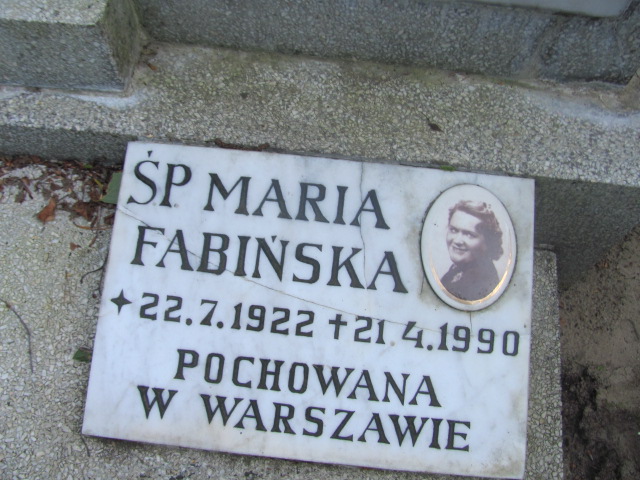 ŚP. MARIA
FABIŃSKA
✦22.7.1922 ✝21.4.1990
POCHOWANA
W WARSZAWIE